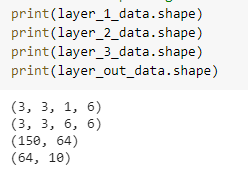 print(layer_1_data.shape)
print(layer_2_data.shape)
print(layer_3_data.shape)
print(layer_out_data.shape)
(3, 3, 1, 6)
(3, 3, 6, 6)
(150, 64)
(64, 10)